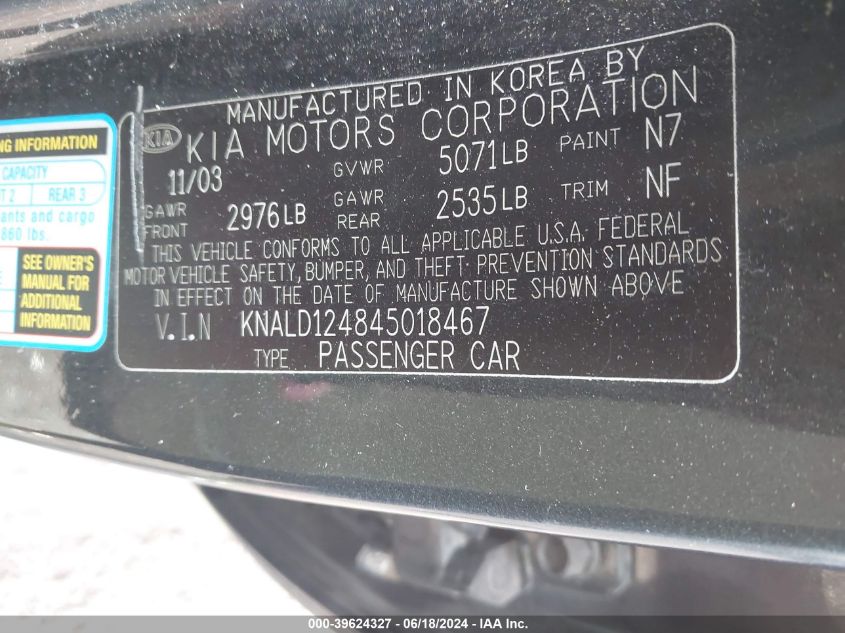 MANUFACTURED IN KOREA BY
KIA KIA MOTORS CORPORATION
11/03 GVWR 5071LB PAINT N7
GAWR FRONT 2976LB GAWR REAR 2535LB TRIM NF
THIS VEHICLE CONFORMS TO ALL APPLICABLE U.S.A. FEDERAL
MOTOR VEHICLE SAFETY, BUMPER, AND THEFT PREVENTION STANDARDS
IN EFFECT ON THE DATE OF MANUFACTURE SHOWN ABOVE
V.I.N KNALD124845018467
TYPE PASSENGER CAR
INFORMATION
CAPACITY
2 REAR 3
and cargo
860 lbs.
SEE OWNER'S
MANUAL FOR
ADDITIONAL
INFORMATION
000-39624327 - 06/18/2024 - IAA Inc.